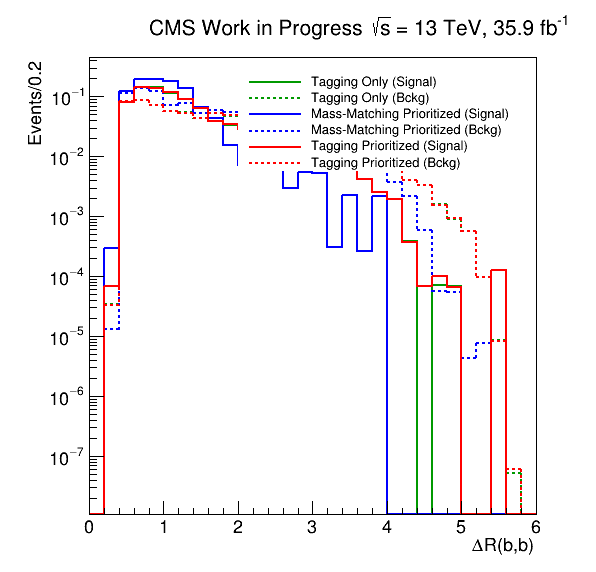 CMS Work in Progress √s = 13 TeV, 35.9 fb⁻¹
Events/0.2
Tagging Only (Signal)
Tagging Only (Bckg)
Mass-Matching Prioritized (Signal)
Mass-Matching Prioritized (Bckg)
Tagging Prioritized (Signal)
Tagging Prioritized (Bckg)
10⁻¹
10⁻²
10⁻³
10⁻⁴
10⁻⁵
10⁻⁶
10⁻⁷
0 1 2 3 4 5 6
ΔR(b,b)